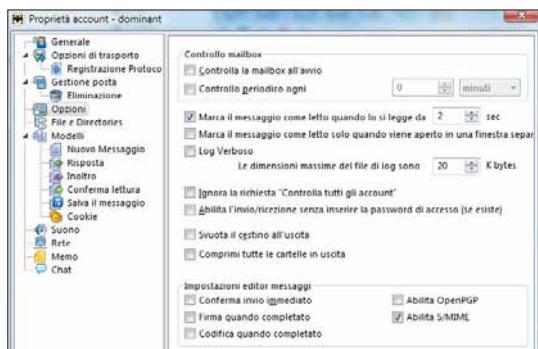 Proprietà account - dominant
Generale
Opzioni di trasporto
Registrazione Protoco
Gestione posta
Eliminazione
Opzioni
File e Directories
Modelli
Nuovo Messaggio
Risposta
Inoltro
Conferma lettura
Salva il messaggio
Cookie
Suono
Rete
Memo
Chat
Controllo mailbox
Controlla la mailbox all'avvio
Controllo periodico ogni 0 minuti
Marca il messaggio come letto quando lo si legge da 2 sec
Marca il messaggio come letto solo quando viene aperto in una finestra separ
Log Verboso
Le dimensioni massime del file di log sono 20 K bytes
Ignora la richiesta "Controlla tutti gli account"
Abilita l'invio/ricezione senza inserire la password di accesso (se esiste)
Svuota il cestino all'uscita
Comprimi tutte le cartelle in uscita
Impostazioni editor messaggi
Conferma invio immediato Abilita OpenPGP
Firma quando completato Abilita S/MIME
Codifica quando completato